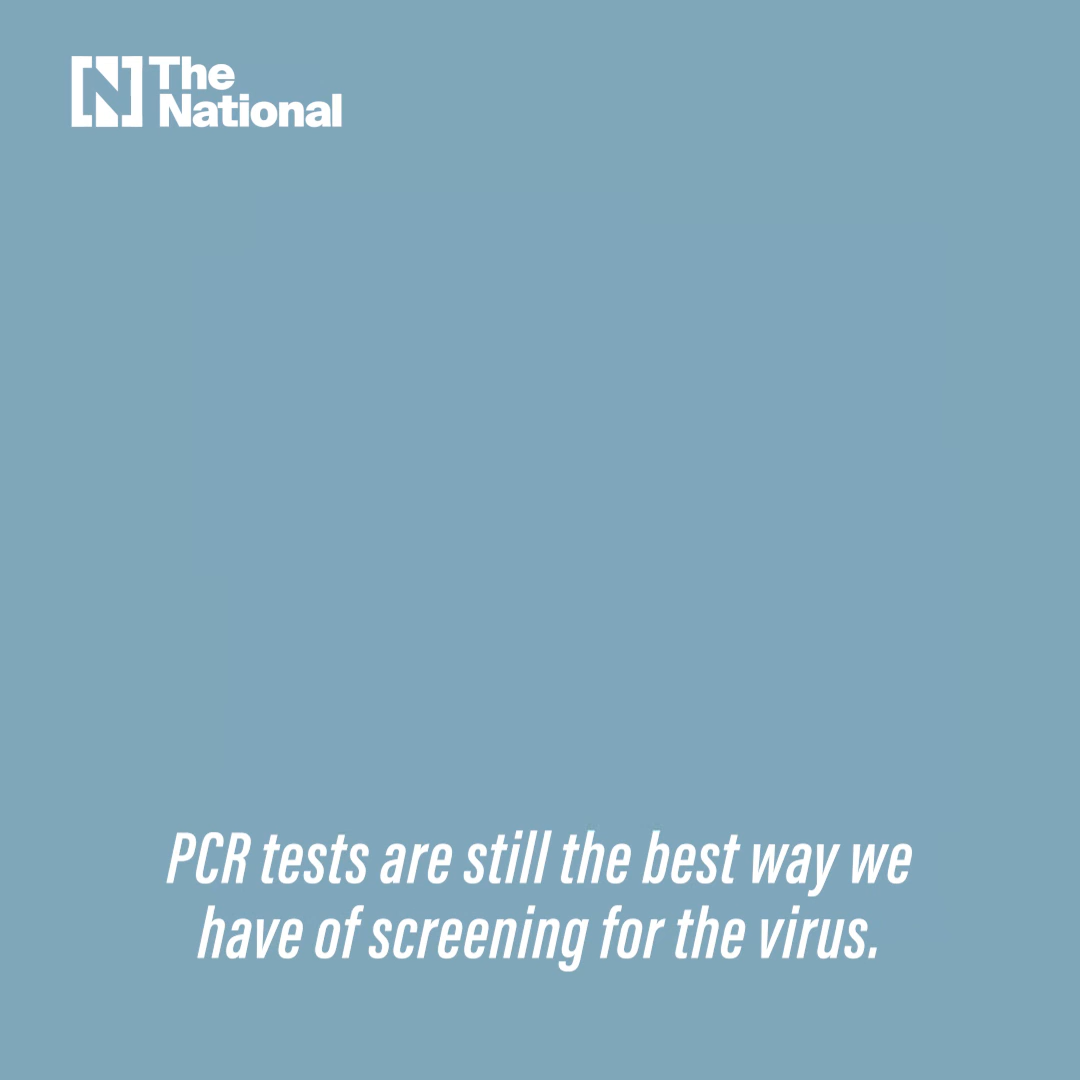 The
National
PCR tests are still the best way we
have of screening for the virus.